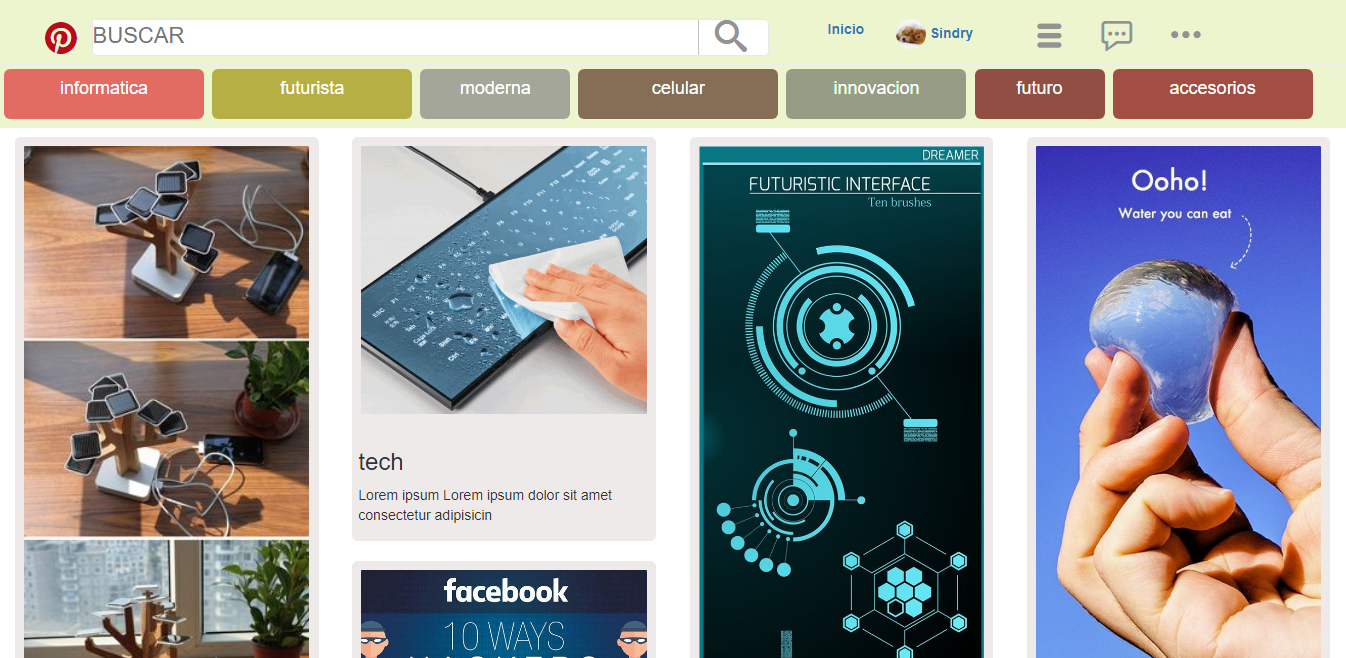 BUSCAR
Inicio
Sindry
informatica
futurista
moderna
celular
innovacion
futuro
accesorios
tech
Lorem ipsum Lorem ipsum dolor sit amet
consectetur adipisicin
facebook
10 WAYS
HACKERS
DREAMER
FUTURISTIC INTERFACE
Ten brushes
Ooho!
Water you can eat